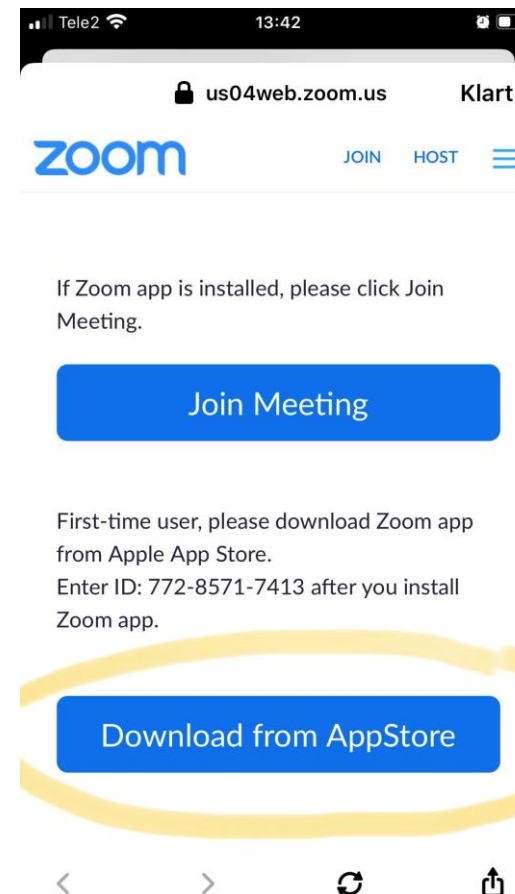 Tele2 13:42
us04web.zoom.us Klart
zoom JOIN HOST
If Zoom app is installed, please click Join
Meeting.
Join Meeting
First-time user, please download Zoom app
from Apple App Store.
Enter ID: 772-8571-7413 after you install
Zoom app.
Download from AppStore